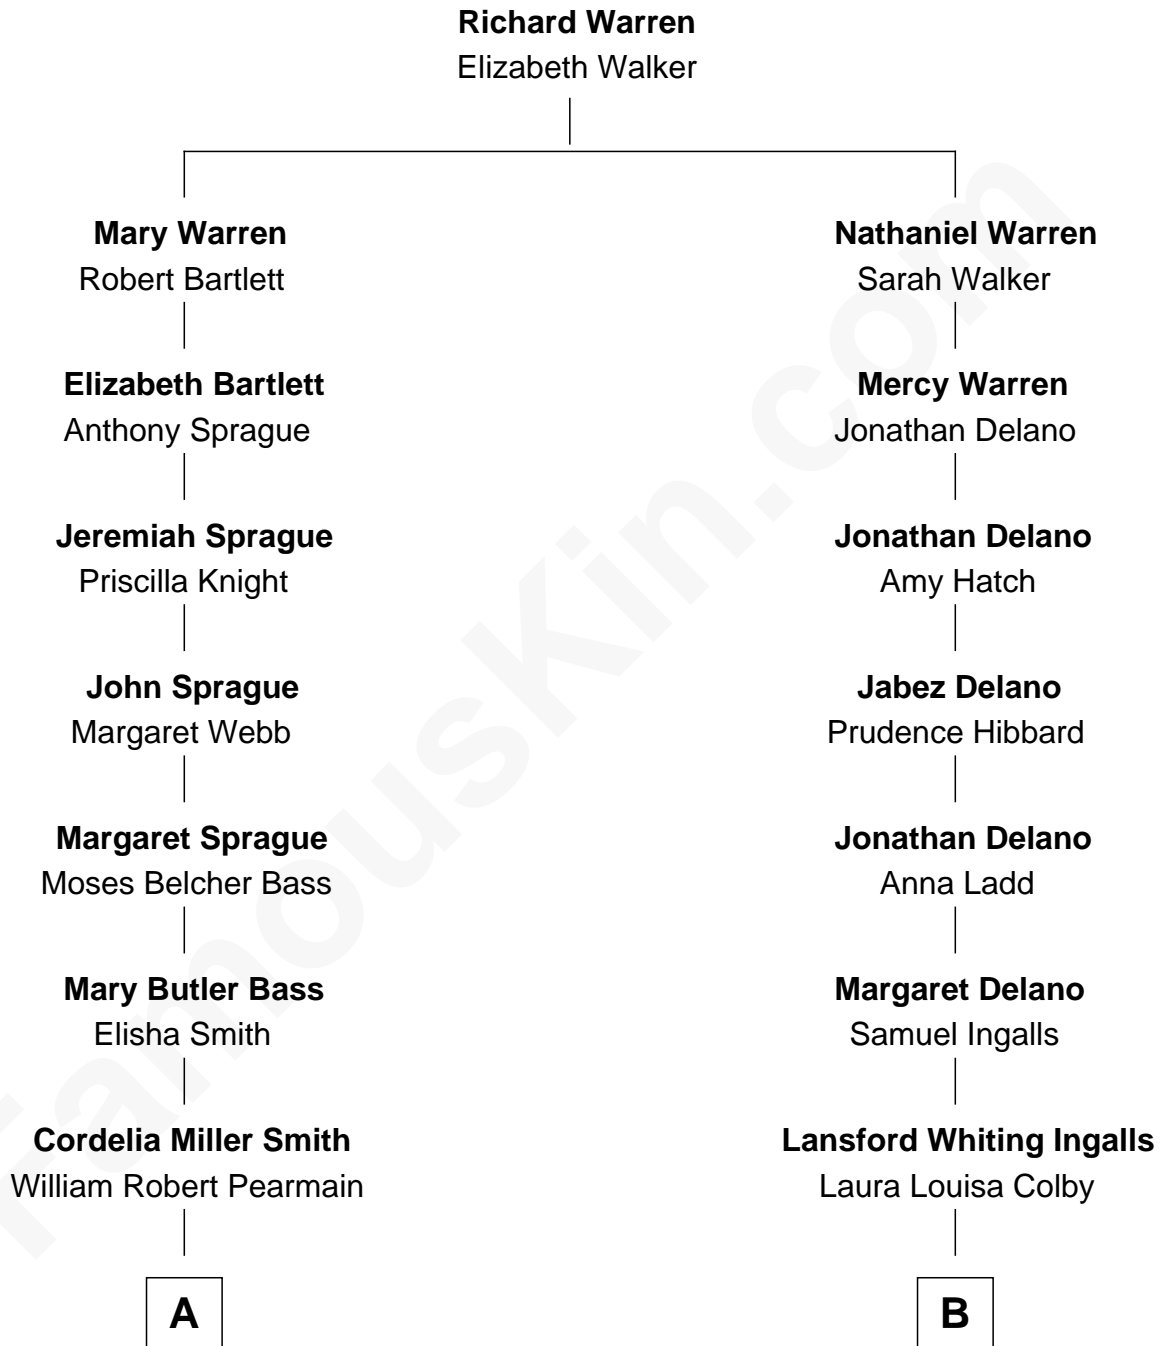 Richard Warren
Elizabeth Walker
Mary Warren
Robert Bartlett
Nathaniel Warren
Sarah Walker
Elizabeth Bartlett
Anthony Sprague
Mercy Warren
Jonathan Delano
Jeremiah Sprague
Priscilla Knight
Jonathan Delano
Amy Hatch
John Sprague
Margaret Webb
Jabez Delano
Prudence Hibbard
Margaret Sprague
Moses Belcher Bass
Jonathan Delano
Anna Ladd
Mary Butler Bass
Elisha Smith
Margaret Delano
Samuel Ingalls
Cordelia Miller Smith
William Robert Pearmain
Lansford Whiting Ingalls
Laura Louisa Colby
A
B
FamousKin.com